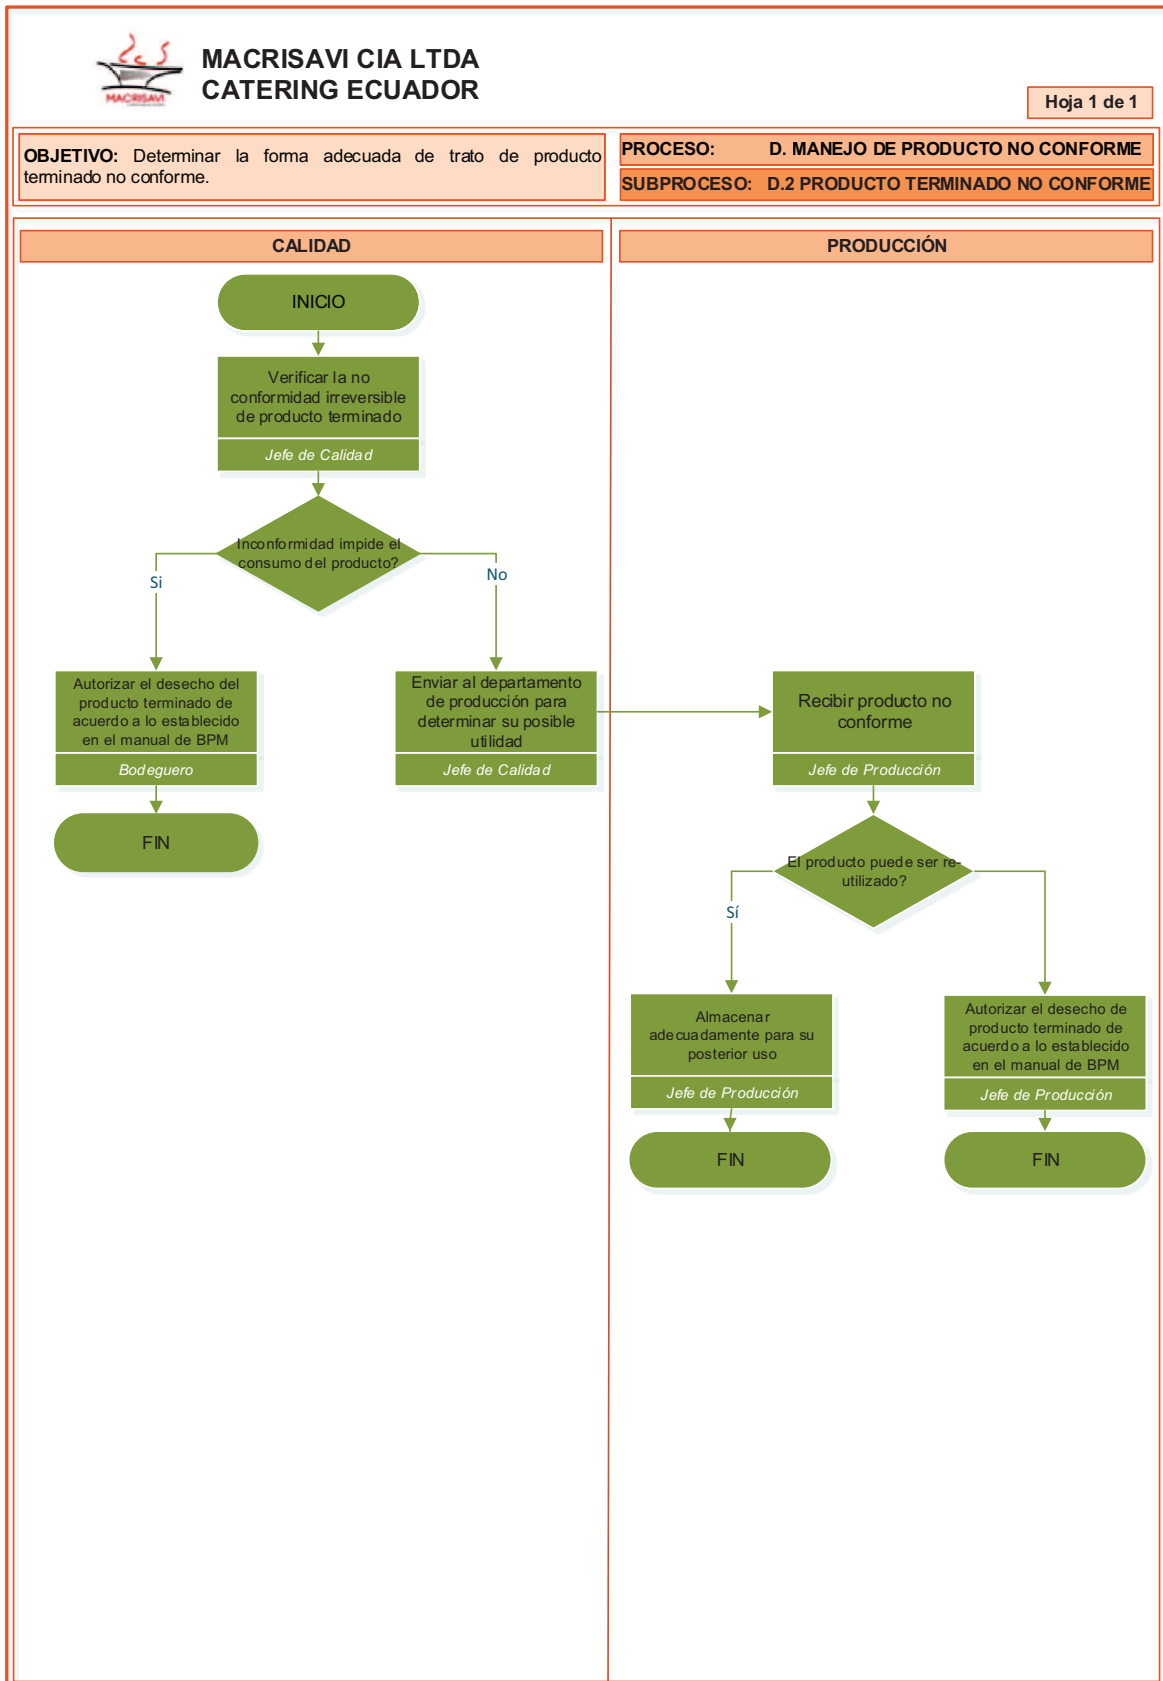 MACRISAVI
MACRISAVI CIA LTDA
CATERING ECUADOR
Hoja 1 de 1
OBJETIVO: Determinar la forma adecuada de trato de producto
terminado no conforme.
PROCESO: D. MANEJO DE PRODUCTO NO CONFORME
SUBPROCESO: D.2 PRODUCTO TERMINADO NO CONFORME
CALIDAD
PRODUCCIÓN
INICIO
Verificar la no
conformidad irreversible
de producto terminado
Jefe de Calidad
Inconformidad impide el
consumo del producto?
Si
No
Autorizar el desecho del
producto terminado de
acuerdo a lo establecido
en el manual de BPM
Bodeguero
FIN
Enviar al departamento
de producción para
determinar su posible
utilidad
Jefe de Calidad
Recibir producto no
conforme
Jefe de Producción
El producto puede ser re-
utilizado?
Sí
Almacenar
adecuadamente para su
posterior uso
Jefe de Producción
FIN
Autorizar el desecho de
producto terminado de
acuerdo a lo establecido
en el manual de BPM
Jefe de Producción
FIN